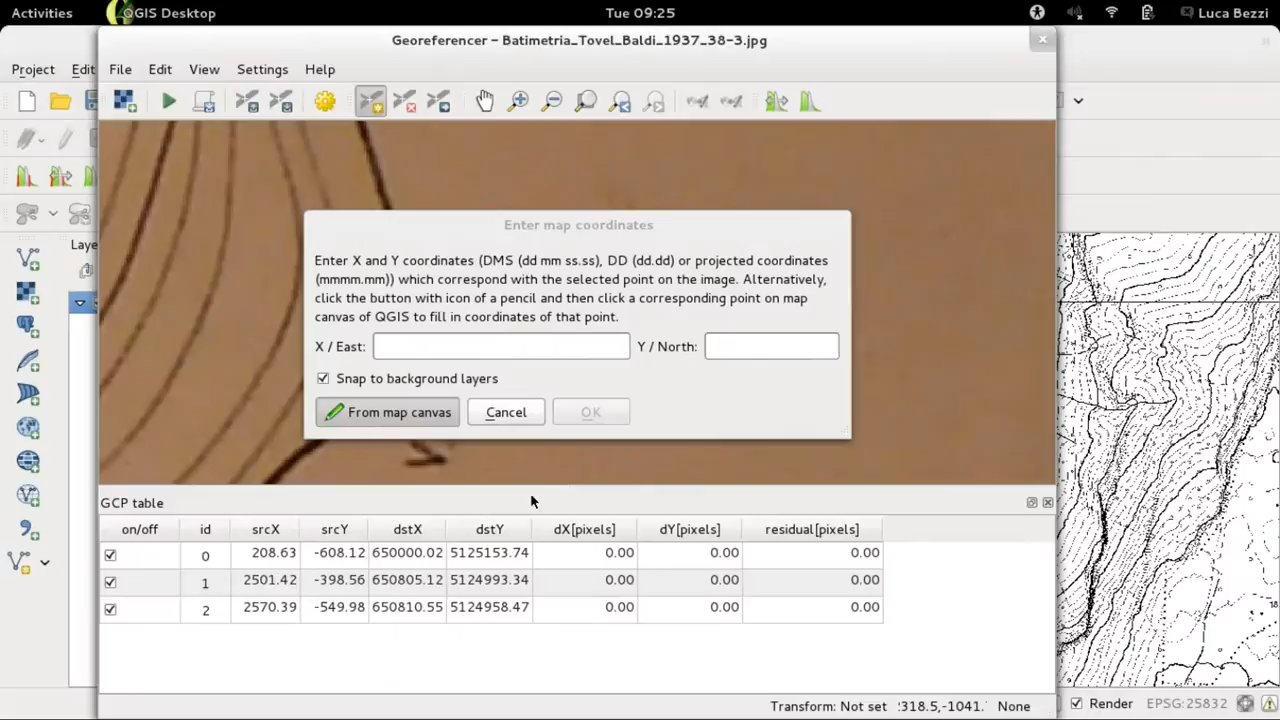 Activities QGIS Desktop Tue 09:25 Luca Bezzi
Georeferencer - Batimetria_Tovel_Baldi_1937_38-3.jpg
Project Edit
File Edit View Settings Help
Laye
Enter map coordinates
Enter X and Y coordinates (DMS (dd mm ss.ss), DD (dd.dd) or projected coordinates
(mmmm.mm)) which correspond with the selected point on the image. Alternatively,
click the button with icon of a pencil and then click a corresponding point on map
canvas of QGIS to fill in coordinates of that point.
X / East: Y / North:
Snap to background layers
From map canvas Cancel OK
GCP table
on/off id srcX srcY dstX dstY dX[pixels] dY[pixels] residual[pixels]
0 208.63 -608.12 650000.02 5125153.74 0.00 0.00 0.00
1 2501.42 -398.56 650805.12 5124993.34 0.00 0.00 0.00
2 2570.39 -549.98 650810.55 5124958.47 0.00 0.00 0.00
Transform: Not set :318.5,-1041. None
Render EPSG:25832